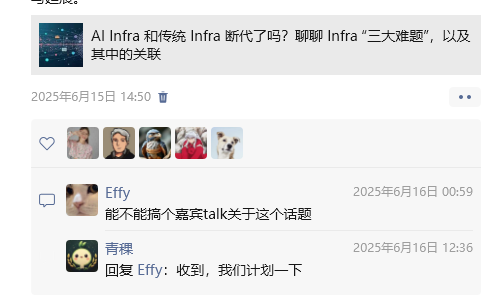 AI Infra 和传统 Infra 断代了吗？聊聊 Infra “三大难题”，以及
其中的关联
2025年6月15日 14:50
Effy
2025年6月16日 00:59
能不能搞个嘉宾talk关于这个话题
青稞
2025年6月16日 12:36
回复 Effy：收到，我们计划一下